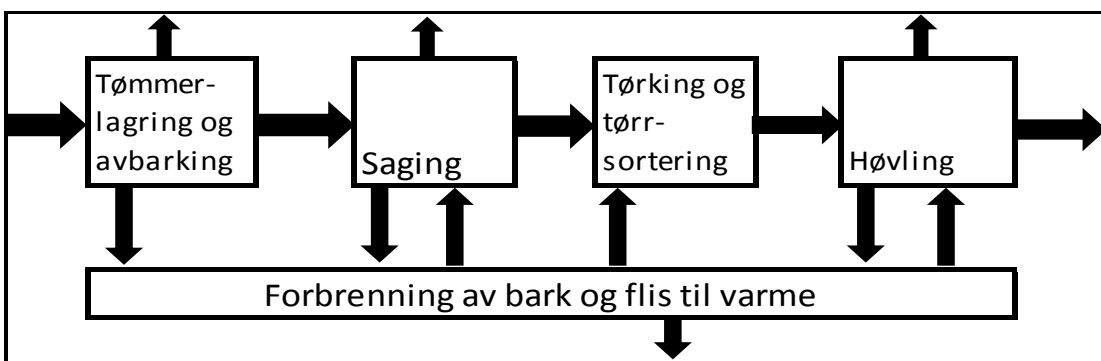 Tømmer-
lagring og
avbarking
Saging
Tørking og
tørr-
sortering
Høvling
Forbrenning av bark og flis til varme